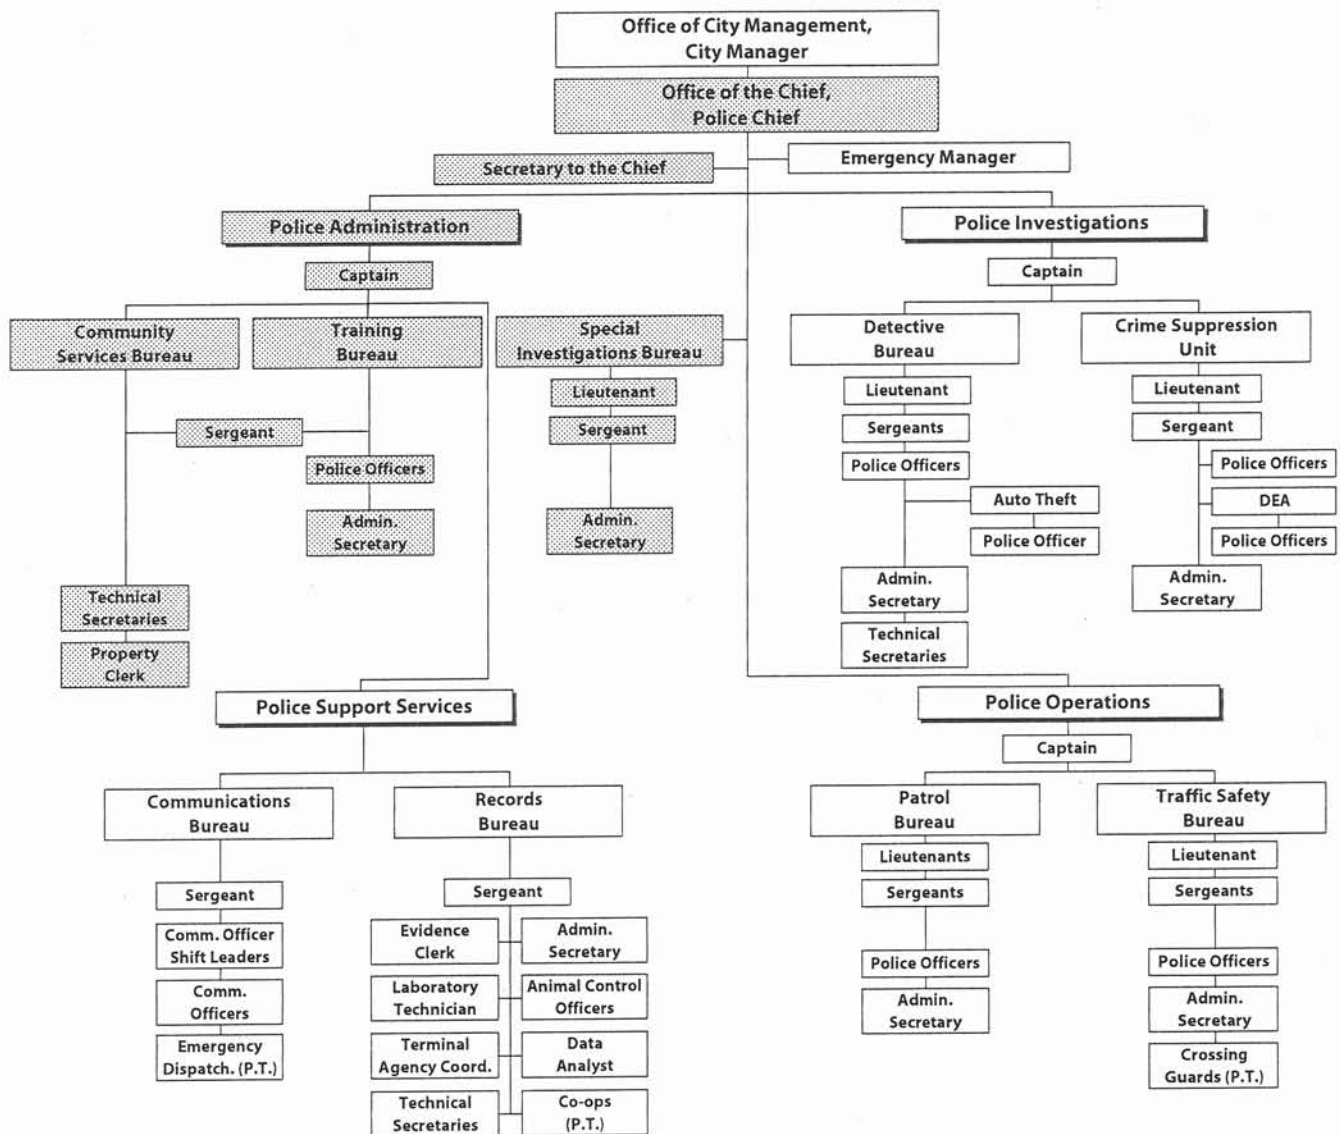 Office of City Management,
City Manager
Office of the Chief,
Police Chief
Secretary to the Chief
Emergency Manager
Police Administration
Captain
Community
Services Bureau
Training
Bureau
Sergeant
Police Officers
Admin.
Secretary
Technical
Secretaries
Property
Clerk
Special
Investigations Bureau
Lieutenant
Sergeant
Admin.
Secretary
Police Investigations
Captain
Detective
Bureau
Lieutenant
Sergeants
Police Officers
Auto Theft
Police Officer
Admin.
Secretary
Technical
Secretaries
Crime Suppression
Unit
Lieutenant
Sergeant
Police Officers
DEA
Police Officers
Admin.
Secretary
Police Support Services
Communications
Bureau
Sergeant
Comm. Officer
Shift Leaders
Comm.
Officers
Emergency
Dispatch. (P.T.)
Records
Bureau
Sergeant
Evidence
Clerk
Admin.
Secretary
Laboratory
Technician
Animal Control
Officers
Terminal
Agency Coord.
Data
Analyst
Technical
Secretaries
Co-ops
(P.T.)
Police Operations
Captain
Patrol
Bureau
Lieutenants
Sergeants
Police Officers
Admin.
Secretary
Traffic Safety
Bureau
Lieutenant
Sergeants
Police Officers
Admin.
Secretary
Crossing
Guards (P.T.)